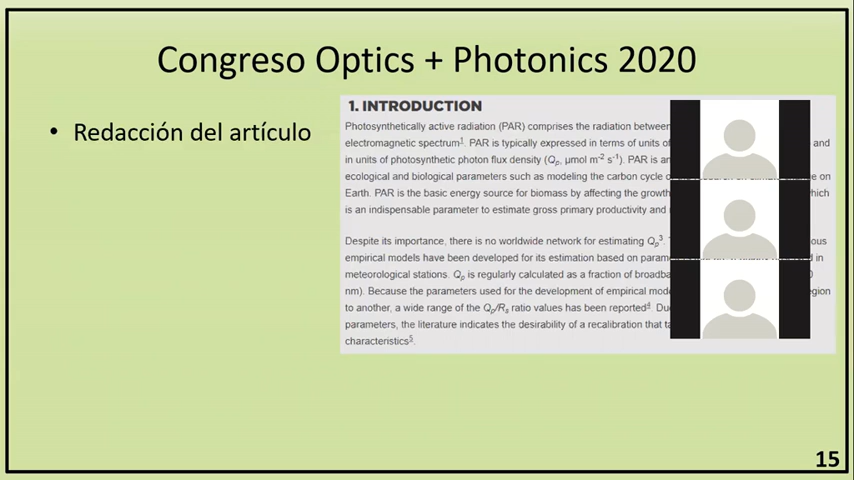 Congreso Optics + Photonics 2020
• Redacción del artículo
1. INTRODUCTION
Photosynthetically active radiation (PAR) comprises the radiation between
electromagnetic spectrum1. PAR is typically expressed in terms of units of and
in units of photosynthetic photon flux density (Qp, μmol m-2 s-1). PAR is an
ecological and biological parameters such as modeling the carbon cycle on
Earth. PAR is the basic energy source for biomass by affecting the growth which
is an indispensable parameter to estimate gross primary productivity and
Despite its importance, there is no worldwide network for estimating Qp3.
empirical models have been developed for its estimation based on in
meteorological stations. Qp is regularly calculated as a fraction of
nm). Because the parameters used for the development of empirical
to another, a wide range of the Qp/Rs ratio values has been reported4.
parameters, the literature indicates the desirability of a recalibration that
characteristics5.
15